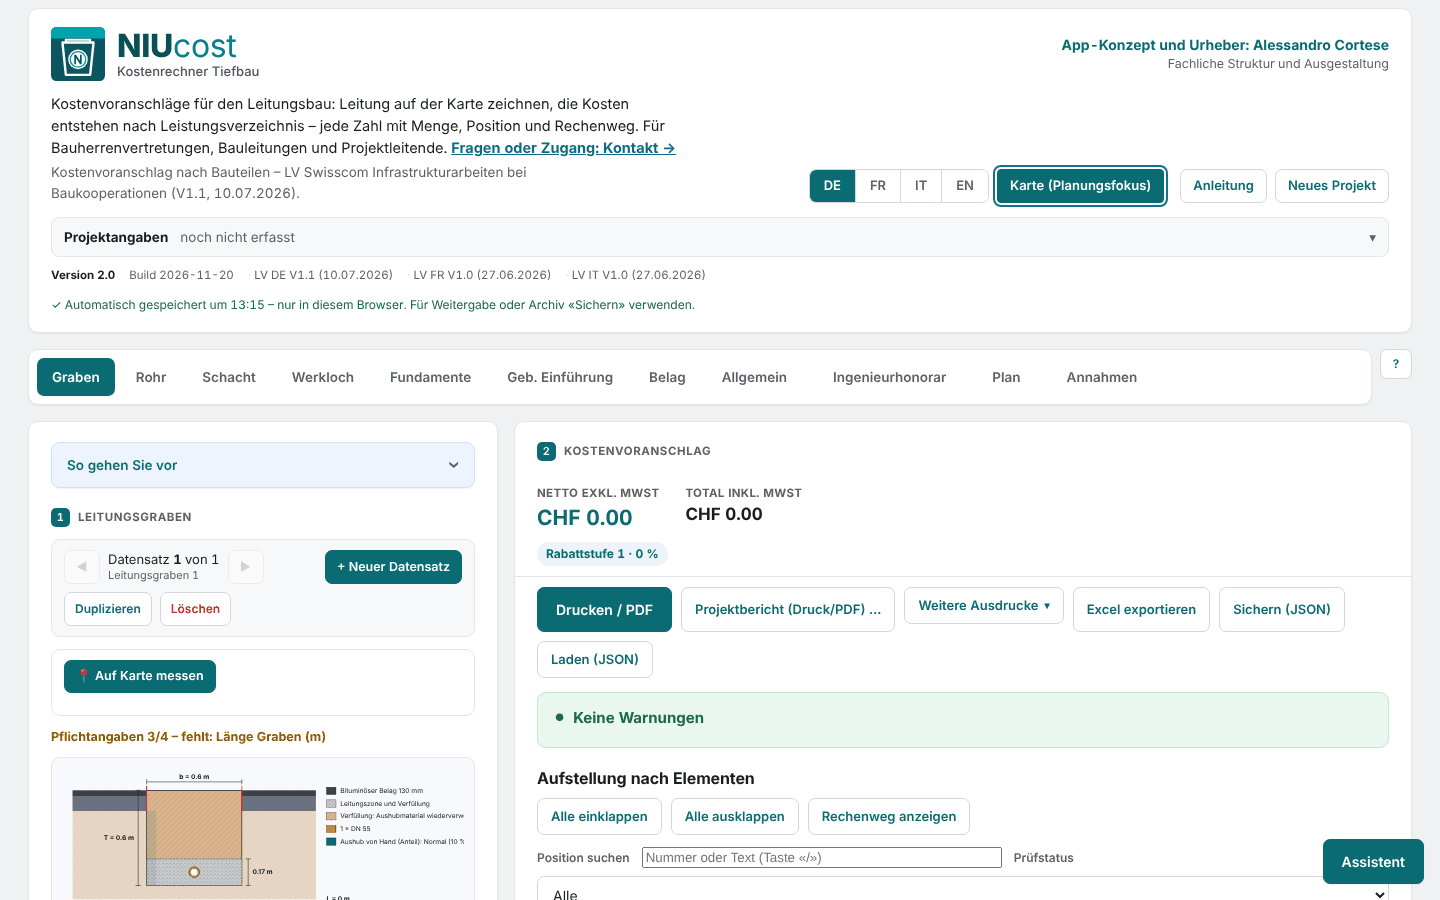 NIUcost
Kostenrechner Tiefbau
App-Konzept und Urheber: Alessandro Cortese
Fachliche Struktur und Ausgestaltung
Kostenvoranschläge für den Leitungsbau: Leitung auf der Karte zeichnen, die Kosten
entstehen nach Leistungsverzeichnis – jede Zahl mit Menge, Position und Rechenweg. Für
Bauherrenvertretungen, Bauleitungen und Projektleitende. Fragen oder Zugang: Kontakt →
Kostenvoranschlag nach Bauteilen – LV Swisscom Infrastrukturarbeiten bei
Baukooperationen (V1.1, 10.07.2026).
DE FR IT EN Karte (Planungsfokus) Anleitung Neues Projekt
Projektangaben noch nicht erfasst ▾
Version 2.0 Build 2026-11-20 · LV DE V1.1 (10.07.2026) · LV FR V1.0 (27.06.2026) · LV IT V1.0 (27.06.2026)
✓ Automatisch gespeichert um 13:15 – nur in diesem Browser. Für Weitergabe oder Archiv «Sichern» verwenden.
Graben Rohr Schacht Werkloch Fundamente Geb. Einführung Belag Allgemein Ingenieurhonorar Plan Annahmen ?
So gehen Sie vor
1 LEITUNGSGRABEN
◀ Datensatz 1 von 1 ▶ + Neuer Datensatz
Leitungsgraben 1
Duplizieren Löschen
📍 Auf Karte messen
Pflichtangaben 3/4 – fehlt: Länge Graben (m)
b = 0.6 m
T = 0.6 m
0.17 m
Bituminöser Belag 130 mm
Leitungszone und Verfüllung
Verfüllung: Aushubmaterial wiederverw
1 × DN 55
Aushub von Hand (Anteil): Normal (10 %
L = 0 m
2 KOSTENVORANSCHLAG
NETTO EXKL. MWST TOTAL INKL. MWST
CHF 0.00 CHF 0.00
Rabattstufe 1 · 0 %
Drucken / PDF Projektbericht (Druck/PDF) ... Weitere Ausdrucke ▾ Excel exportieren Sichern (JSON)
Laden (JSON)
● Keine Warnungen
Aufstellung nach Elementen
Alle einklappen Alle ausklappen Rechenweg anzeigen
Position suchen Nummer oder Text (Taste «/») Prüfstatus
Alle
Assistent